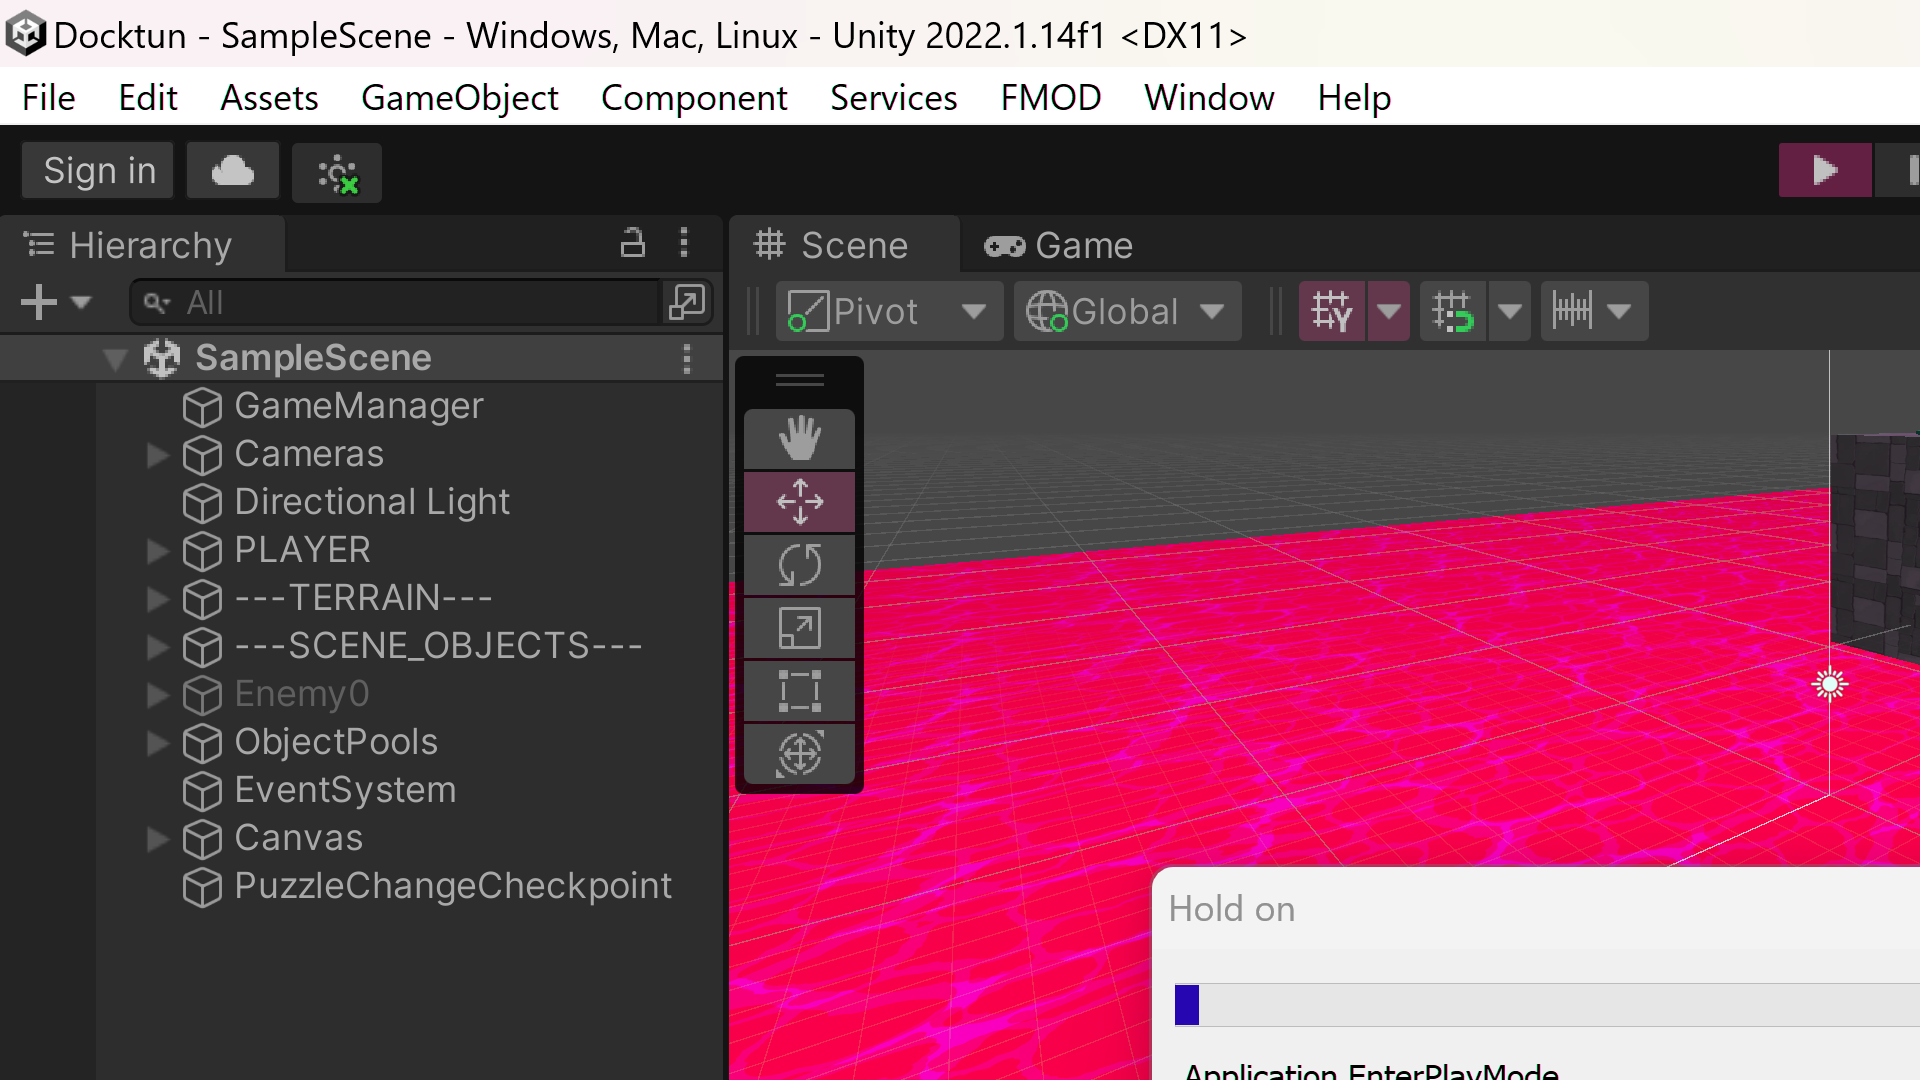 Docktun - SampleScene - Windows, Mac, Linux - Unity 2022.1.14f1 <DX11>
File Edit Assets GameObject Component Services FMOD Window Help
Sign in
Hierarchy
All
SampleScene
GameManager
Cameras
Directional Light
PLAYER
---TERRAIN---
---SCENE_OBJECTS---
Enemy0
ObjectPools
EventSystem
Canvas
PuzzleChangeCheckpoint
Scene Game
Pivot Global
Hold on
Application.EnterPlayMode